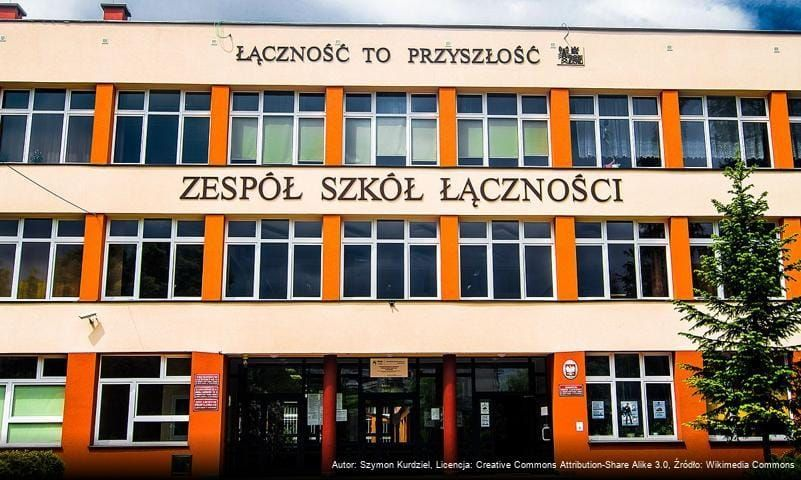 ŁĄCZNOŚĆ TO PRZYSZŁOŚĆ
ZESPÓŁ SZKÓŁ ŁĄCZNOŚCI
Autor: Szymon Kurdziel, Licencja: Creative Commons Attribution-Share Alike 3.0, Źródło: Wikimedia Commons